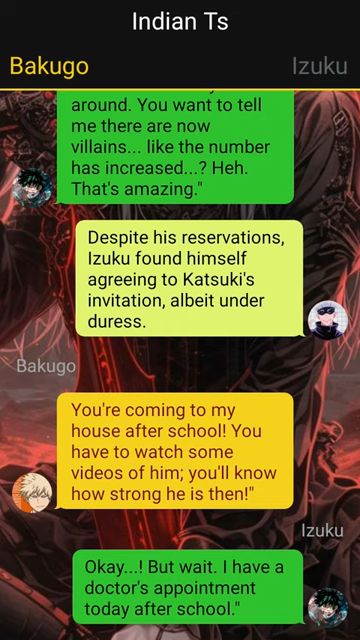 Indian Ts
Bakugo
Izuku
around. You want to tell
me there are now
villains... like the number
has increased...? Heh.
That's amazing."
Despite his reservations,
Izuku found himself
agreeing to Katsuki's
invitation, albeit under
duress.
Bakugo
You're coming to my
house after school! You
have to watch some
videos of him; you'll know
how strong he is then!"
Izuku
Okay...! But wait. I have a
doctor's appointment
today after school."